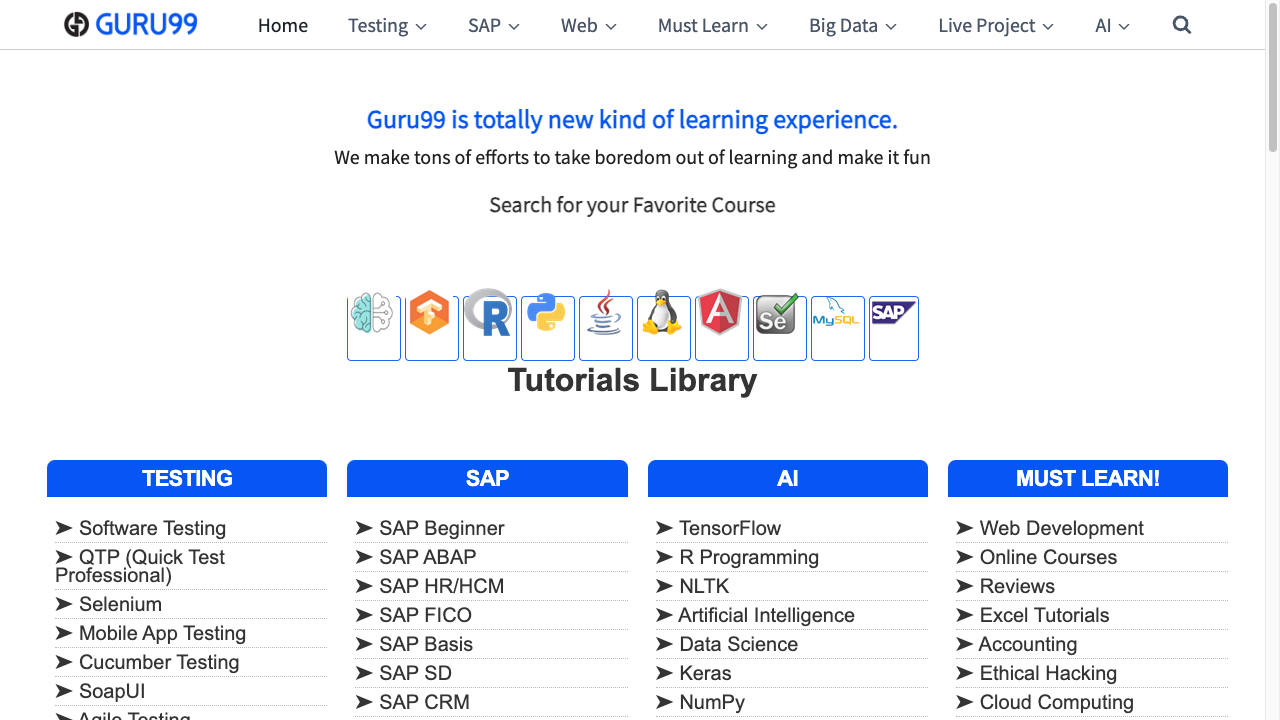 GURU99
Home
Testing
SAP
Web
Must Learn
Big Data
Live Project
AI
Guru99 is totally new kind of learning experience.
We make tons of efforts to take boredom out of learning and make it fun
Search for your Favorite Course
R
A
Se
MySQL
SAP
Tutorials Library
TESTING
➤ Software Testing
➤ QTP (Quick Test
Professional)
➤ Selenium
➤ Mobile App Testing
➤ Cucumber Testing
➤ SoapUI
➤ Agile Testing
SAP
➤ SAP Beginner
➤ SAP ABAP
➤ SAP HR/HCM
➤ SAP FICO
➤ SAP Basis
➤ SAP SD
➤ SAP CRM
AI
➤ TensorFlow
➤ R Programming
➤ NLTK
➤ Artificial Intelligence
➤ Data Science
➤ Keras
➤ NumPy
MUST LEARN!
➤ Web Development
➤ Online Courses
➤ Reviews
➤ Excel Tutorials
➤ Accounting
➤ Ethical Hacking
➤ Cloud Computing